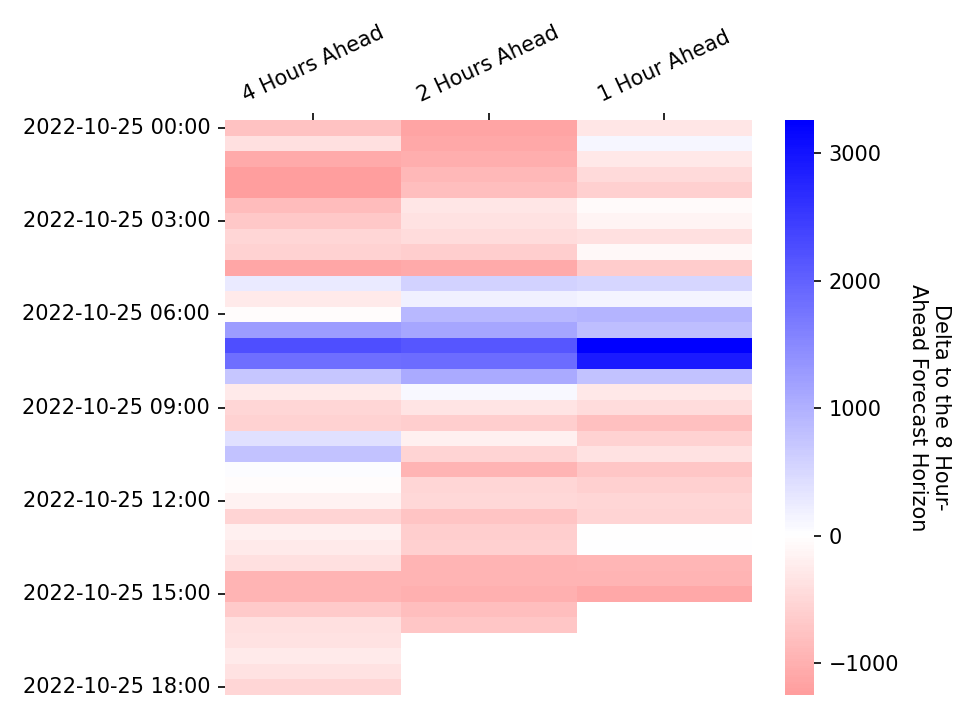 4 Hours Ahead
2 Hours Ahead
1 Hour Ahead
2022-10-25 00:00
2022-10-25 03:00
2022-10-25 06:00
2022-10-25 09:00
2022-10-25 12:00
2022-10-25 15:00
2022-10-25 18:00
3000
2000
1000
0
−1000
Delta to the 8 Hour-
Ahead Forecast Horizon